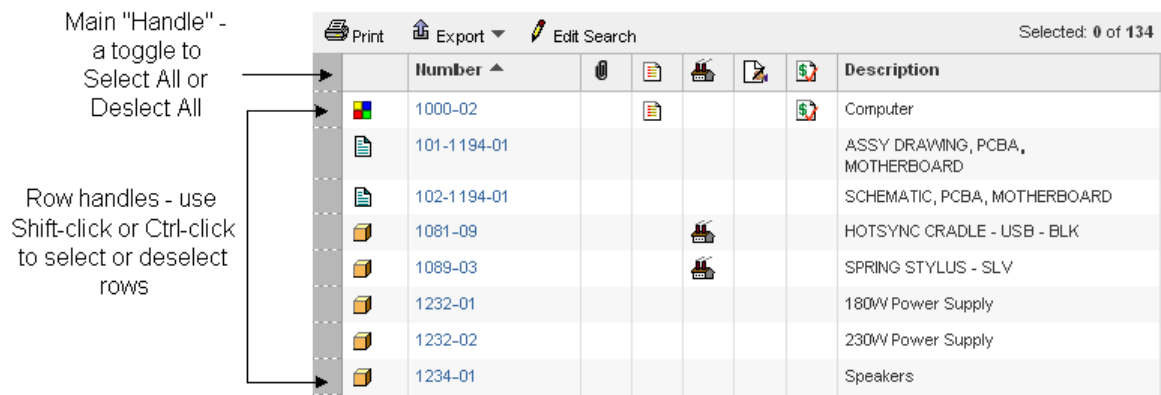 Main "Handle" -
a toggle to
Select All or
Deslect All
Row handles - use
Shift-click or Ctrl-click
to select or deselect
rows
Print Export Edit Search Selected: 0 of 134
Number Description
1000-02 Computer
101-1194-01 ASSY DRAWING, PCBA,
MOTHERBOARD
102-1194-01 SCHEMATIC, PCBA, MOTHERBOARD
1081-09 HOTSYNC CRADLE - USB - BLK
1089-03 SPRING STYLUS - SLV
1232-01 180W Power Supply
1232-02 230W Power Supply
1234-01 Speakers